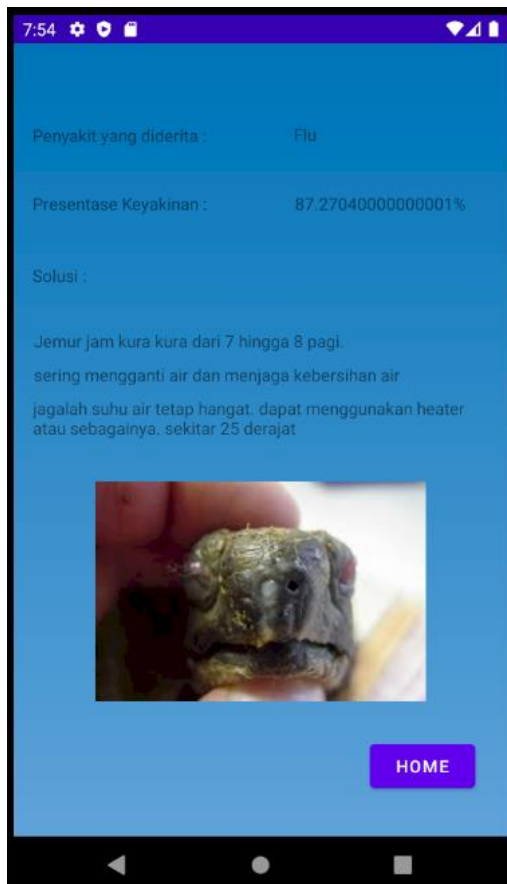 7:54
Penyakit yang diderita : Flu
Presentase Keyakinan : 87.27040000000001%
Solusi :
Jemur jam kura kura dari 7 hingga 8 pagi.
sering mengganti air dan menjaga kebersihan air
jagalah suhu air tetap hangat. dapat menggunakan heater
atau sebagainya. sekitar 25 derajat
HOME